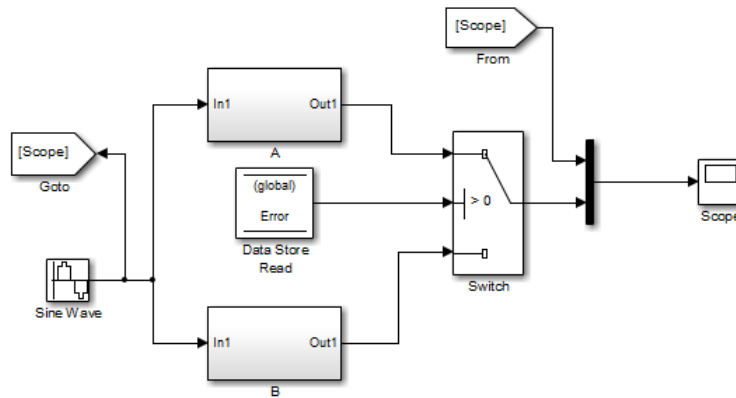 [Scope]
From
In1
Out1
A
[Scope]
Goto
(global)
Error
Data Store
Read
> 0
Switch
Scope
Sine Wave
In1
Out1
B